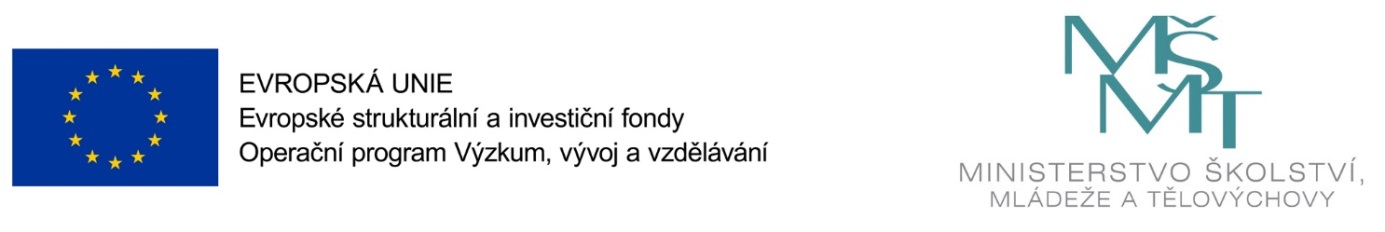 EVROPSKÁ UNIE
Evropské strukturální a investiční fondy
Operační program Výzkum, vývoj a vzdělávání
MŠ
MT
MINISTERSTVO ŠKOLSTVÍ,
MLÁDEŽE A TĚLOVÝCHOVY